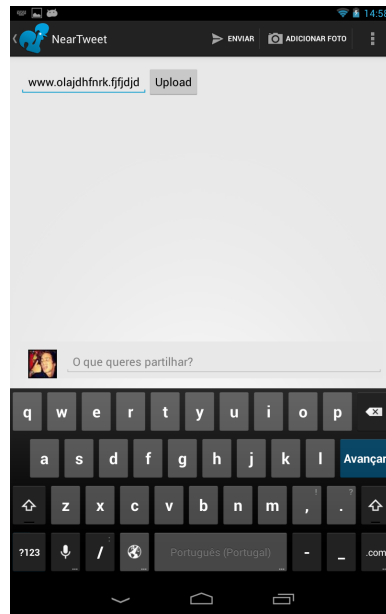 14:58
NearTweet ENVIAR ADICIONAR FOTO
www.olajdhfnrk.fjfjdjd Upload
O que queres partilhar?
q w e r t y u i o p
a s d f g h j k l Avançar
z x c v b n m , ! . ?
?123 / : Português (Portugal) - _ .com